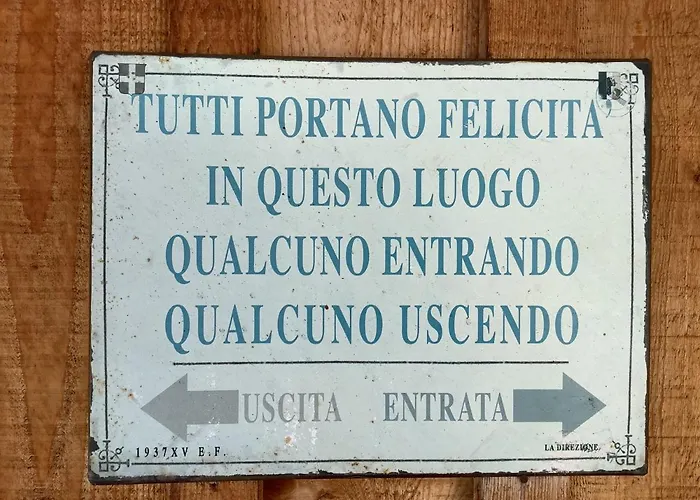 TUTTI PORTANO FELICITA'
IN QUESTO LUOGO
QUALCUNO ENTRANDO
QUALCUNO USCENDO
USCITA ENTRATA
1937XV E.F.
LA DIREZIONE